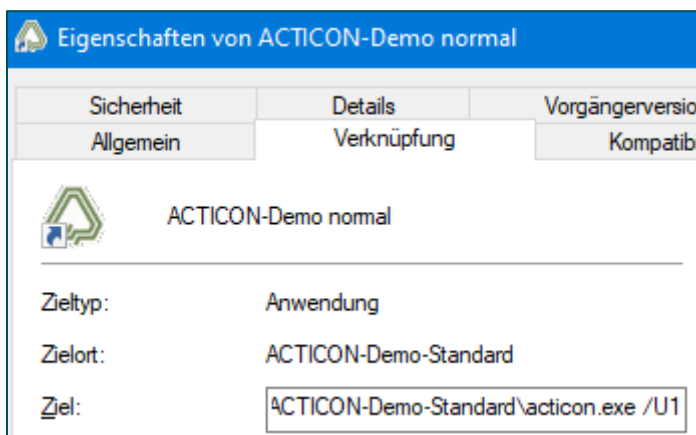 Eigenschaften von ACTICON-Demo normal
Sicherheit Details Vorgängerversio
Allgemein Verknüpfung Kompatib
ACTICON-Demo normal
Zieltyp: Anwendung
Zielort: ACTICON-Demo-Standard
Ziel: ACTICON-Demo-Standard\acticon.exe /U1